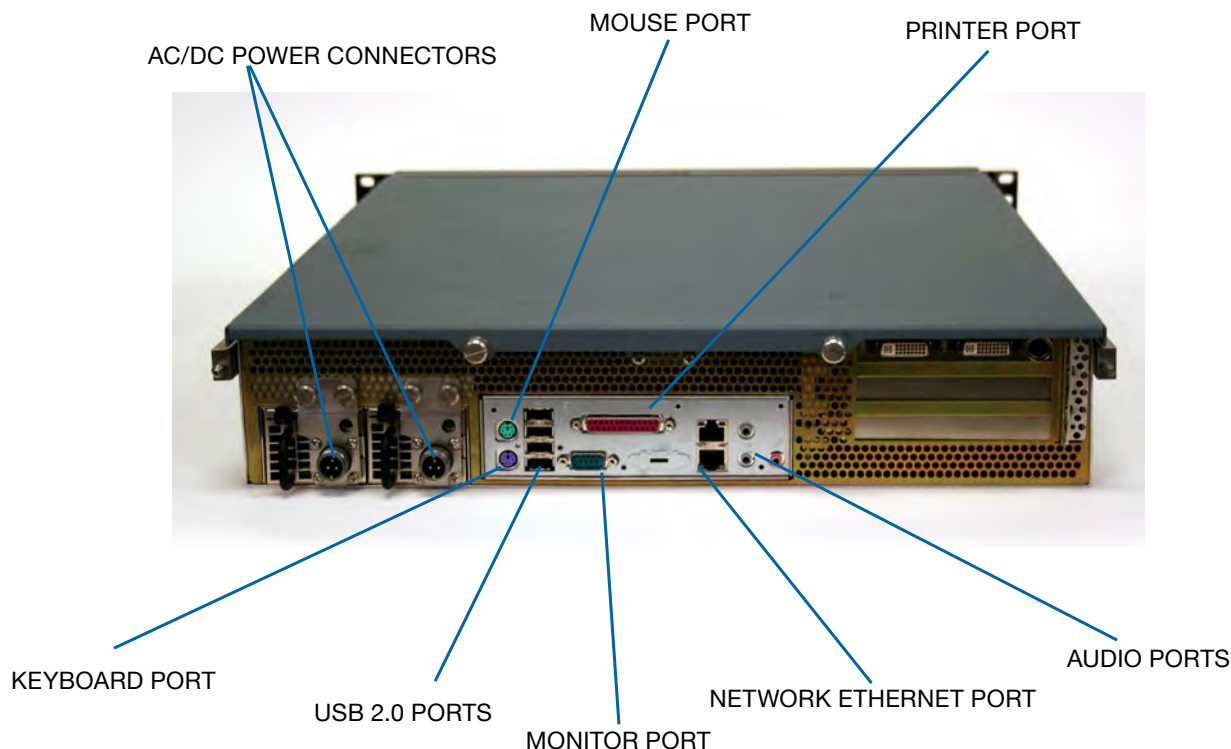 MOUSE PORT
PRINTER PORT
AC/DC POWER CONNECTORS
KEYBOARD PORT
USB 2.0 PORTS
MONITOR PORT
NETWORK ETHERNET PORT
AUDIO PORTS